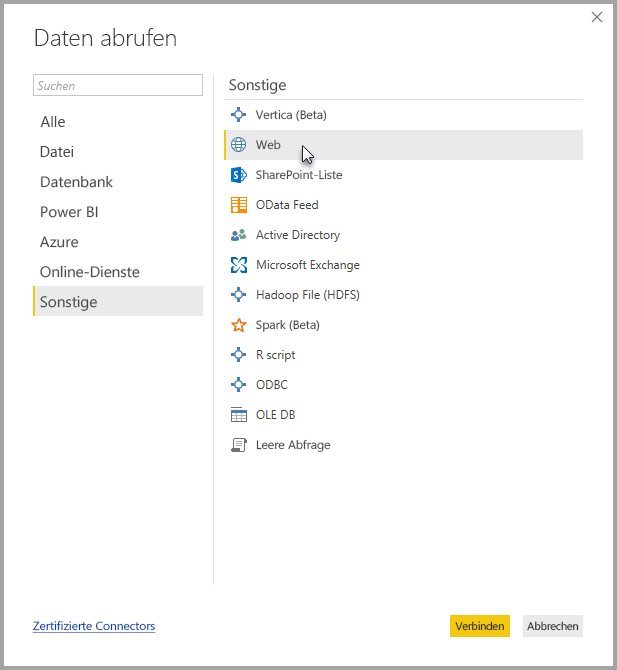 Daten abrufen
Suchen
Alle
Datei
Datenbank
Power BI
Azure
Online-Dienste
Sonstige
Sonstige
Vertica (Beta)
Web
SharePoint-Liste
OData Feed
Active Directory
Microsoft Exchange
Hadoop File (HDFS)
Spark (Beta)
R script
ODBC
OLE DB
Leere Abfrage
Zertifizierte Connectors
Verbinden
Abbrechen